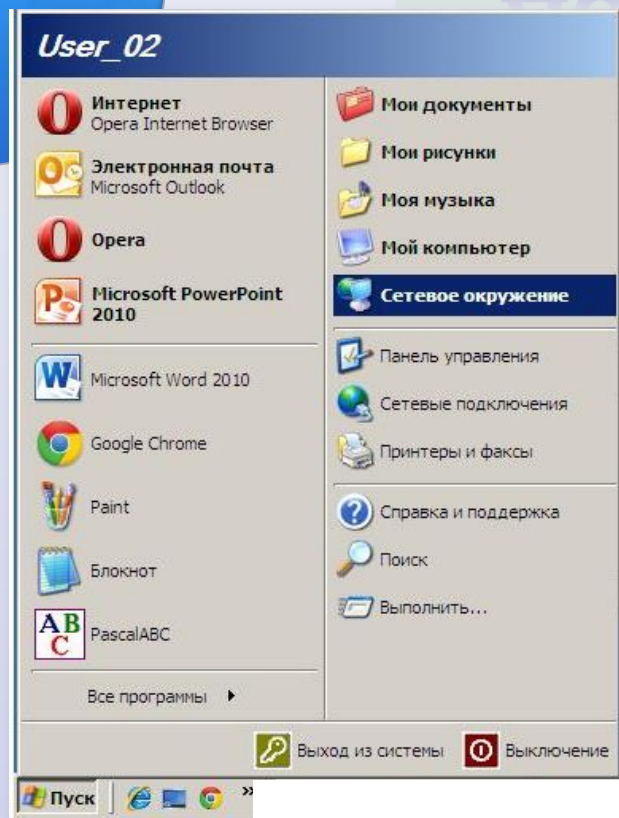 User_02
Интернет
Opera Internet Browser
Электронная почта
Microsoft Outlook
Opera
Microsoft PowerPoint
2010
Microsoft Word 2010
Google Chrome
Paint
Блокнот
ABC
PascalABC
Все программы
Мои документы
Мои рисунки
Моя музыка
Мой компьютер
Сетевое окружение
Панель управления
Сетевые подключения
Принтеры и факсы
Справка и поддержка
Поиск
Выполнить...
Выход из системы
Выключение
Пуск